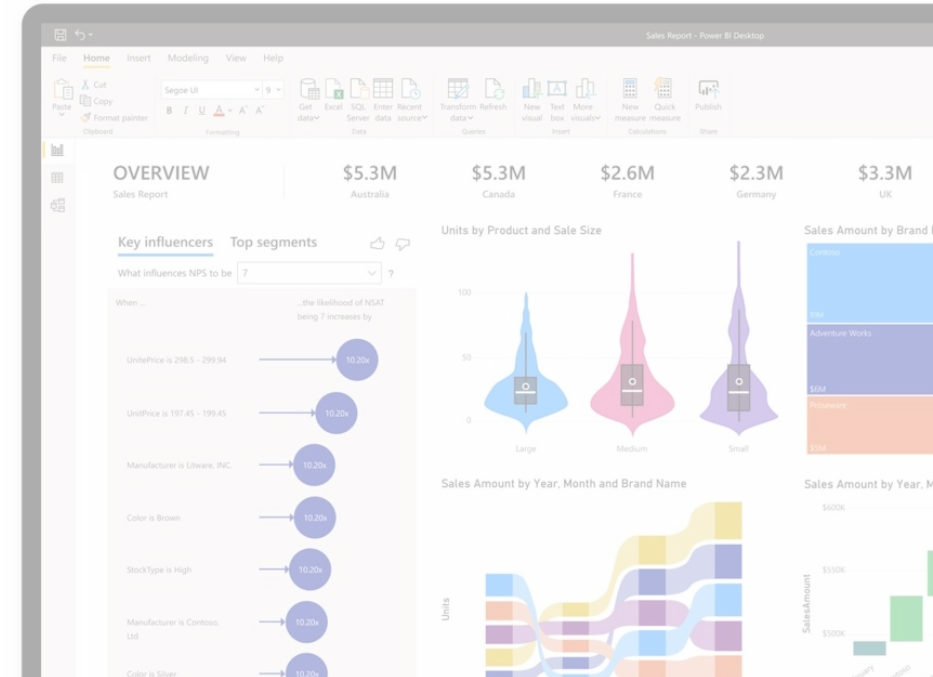 Sales Report - Power BI Desktop
File Home Insert Modeling View Help
Paste
Cut
Copy
Format painter
Clipboard
Segoe UI 9
B I U A A A
Formatting
Get data
Excel
SQL Server
Enter data
Recent source
Data
Transform data
Refresh
Queries
New visual
Text box
More visuals
Insert
New measure
Quick measure
Calculations
Publish
Share
OVERVIEW
Sales Report
$5.3M
Australia
$5.3M
Canada
$2.6M
France
$2.3M
Germany
$3.3M
UK
Key influencers Top segments
What influences NPS to be 7 ?
When ...
...the likelihood of NSAT
being 7 increases by
UnitePrice is 298.5 - 299.94 10.20x
UnitPrice is 197.45 - 199.45 10.20x
Manufacturer is Litware, INC. 10.20x
Color is Brown 10.20x
StockType is High 10.20x
Manufacturer is Contoso, 10.20x
Ltd
Color is Silver 10.20x
Units by Product and Sale Size
100
50
0
Large Medium Small
Sales Amount by Brand
Contoso
$9M
Adventure Works
$6M
Proseware
$5M
Sales Amount by Year, Month and Brand Name
Units
Sales Amount by Year, M
$600K
$550K
$500K
SalesAmount